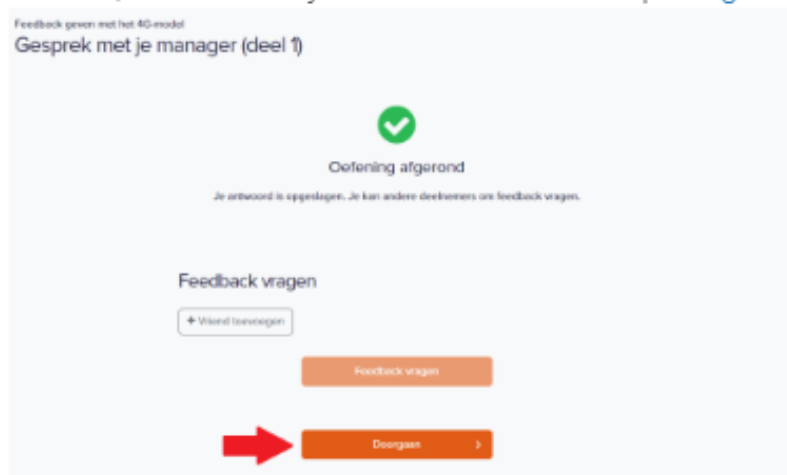 Feedback geven met het 4G-model
Gesprek met je manager (deel 1)
Oefening afgerond
Je antwoord is opgeslagen. Je kan andere deelnemers om feedback vragen.
Feedback vragen
+ Vriend toevoegen
Feedback vragen
Doorgaan >